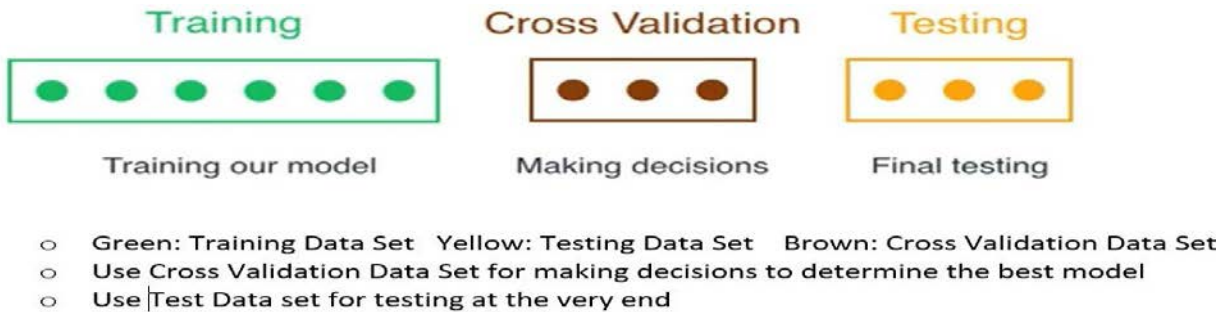 Training Cross Validation Testing
Training our model Making decisions Final testing
o Green: Training Data Set Yellow: Testing Data Set Brown: Cross Validation Data Set
o Use Cross Validation Data Set for making decisions to determine the best model
o Use Test Data set for testing at the very end